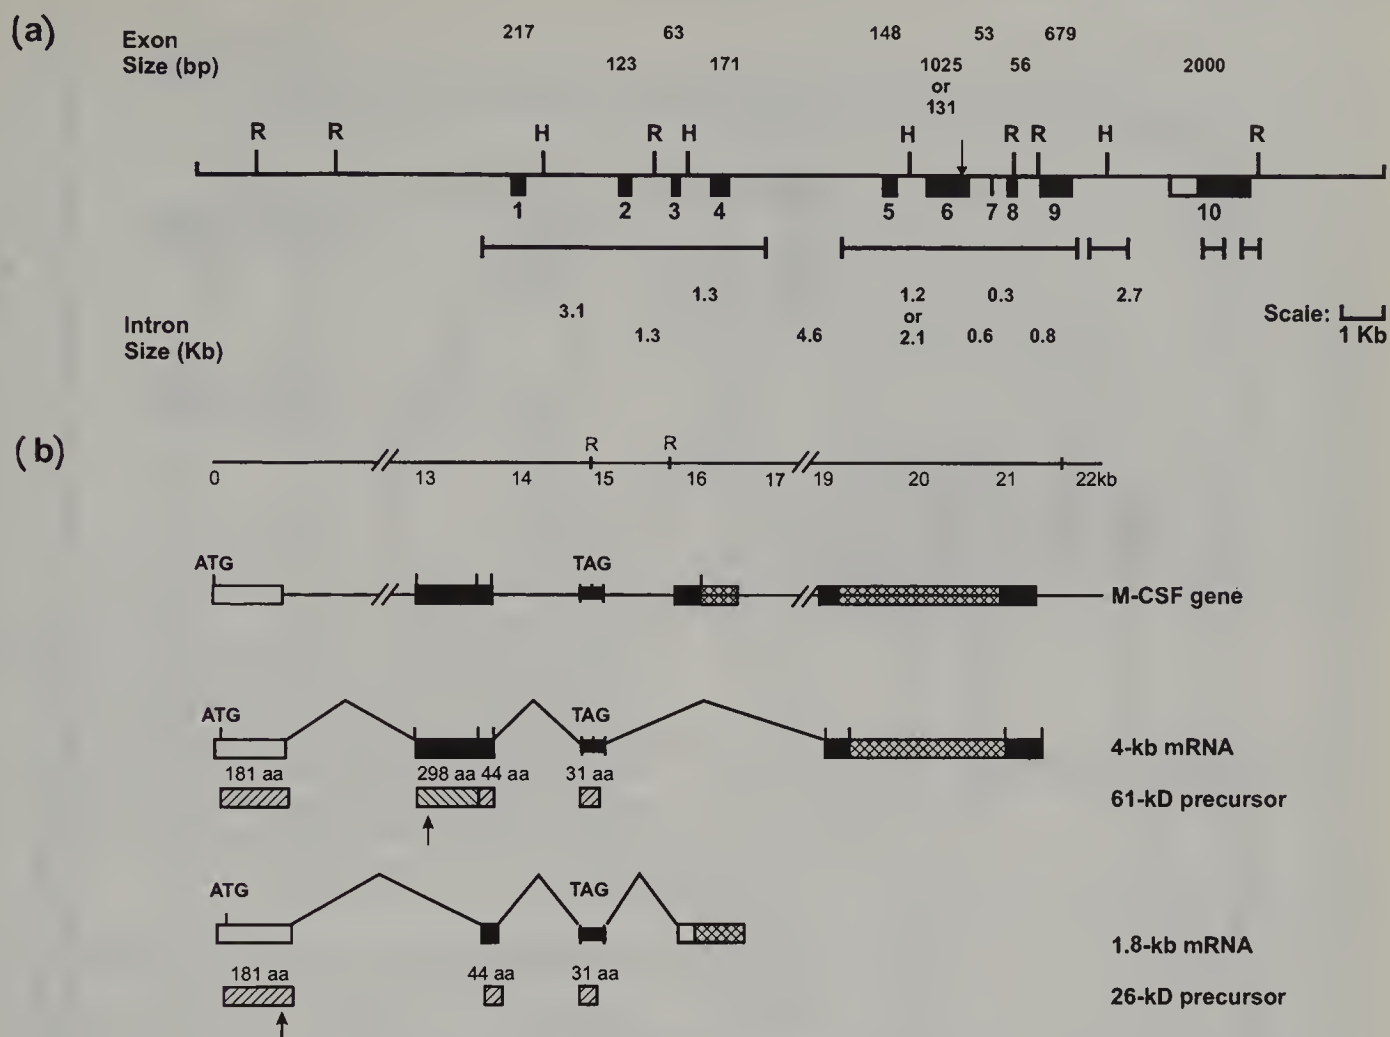 (a)
Exon 217 63 148 53 679
Size (bp) 123 171 1025 56 2000
or
131
R R H R H H R R H R
1 2 3 4 5 6 7 8 9 10
1.3 1.2 0.3 2.7
3.1 or Scale:
Intron 1.3 4.6 2.1 0.6 0.8 1 Kb
Size (Kb)
(b)
R R
0 13 14 15 16 17 19 20 21 22kb
ATG TAG
M-CSF gene
ATG TAG
4-kb mRNA
181 aa 298 aa 44 aa 31 aa
61-kD precursor
ATG TAG
1.8-kb mRNA
181 aa 44 aa 31 aa
26-kD precursor